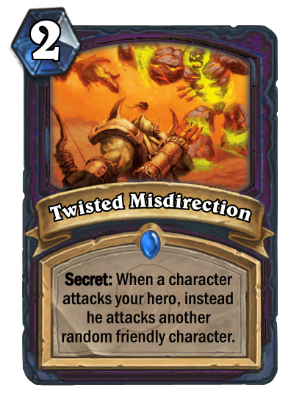 2
Twisted Misdirection
Secret: When a character
attacks your hero, instead
he attacks another
random friendly character.